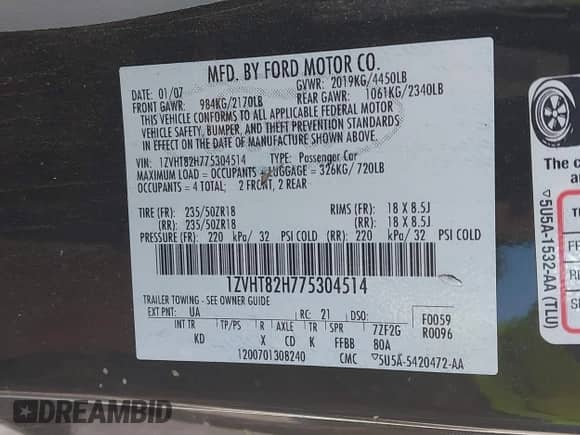 MFD. BY FORD MOTOR CO.
DATE: 01/07 GVWR: 2019KG/4450LB
FRONT GAWR: 984KG/2170LB REAR GAWR: 1061KG/2340LB
THIS VEHICLE CONFORMS TO ALL APPLICABLE FEDERAL MOTOR
VEHICLE SAFETY, BUMPER, AND THEFT PREVENTION STANDARDS
IN EFFECT ON THE DATE OF MANUFACTURE SHOWN ABOVE.
VIN: 1ZVHT82H775304514 TYPE: Passenger Car
MAXIMUM LOAD = OCCUPANTS + LUGGAGE = 326KG/ 720LB
OCCUPANTS = 4 TOTAL; 2 FRONT, 2 REAR
TIRE (FR): 235/50ZR18 RIMS (FR): 18 X 8.5J
(RR): 235/50ZR18 (RR): 18 X 8.5J
PRESSURE (FR): 220 kPa/ 32 PSI COLD (RR): 220 kPa/ 32 PSI COLD
1ZVHT82H775304514
TRAILER TOWING - SEE OWNER GUIDE
EXT PNT: UA RC: 21 DSO: F0059
INT TR TP/PS R AXLE TR SPR 7ZF2G R0096
KD X CD K FFBB 80A
1200701308240 CMC ▽5U5A-5420472-AA
The c
an
▽5U5A-1532-AA (TLU)
DREAMBID